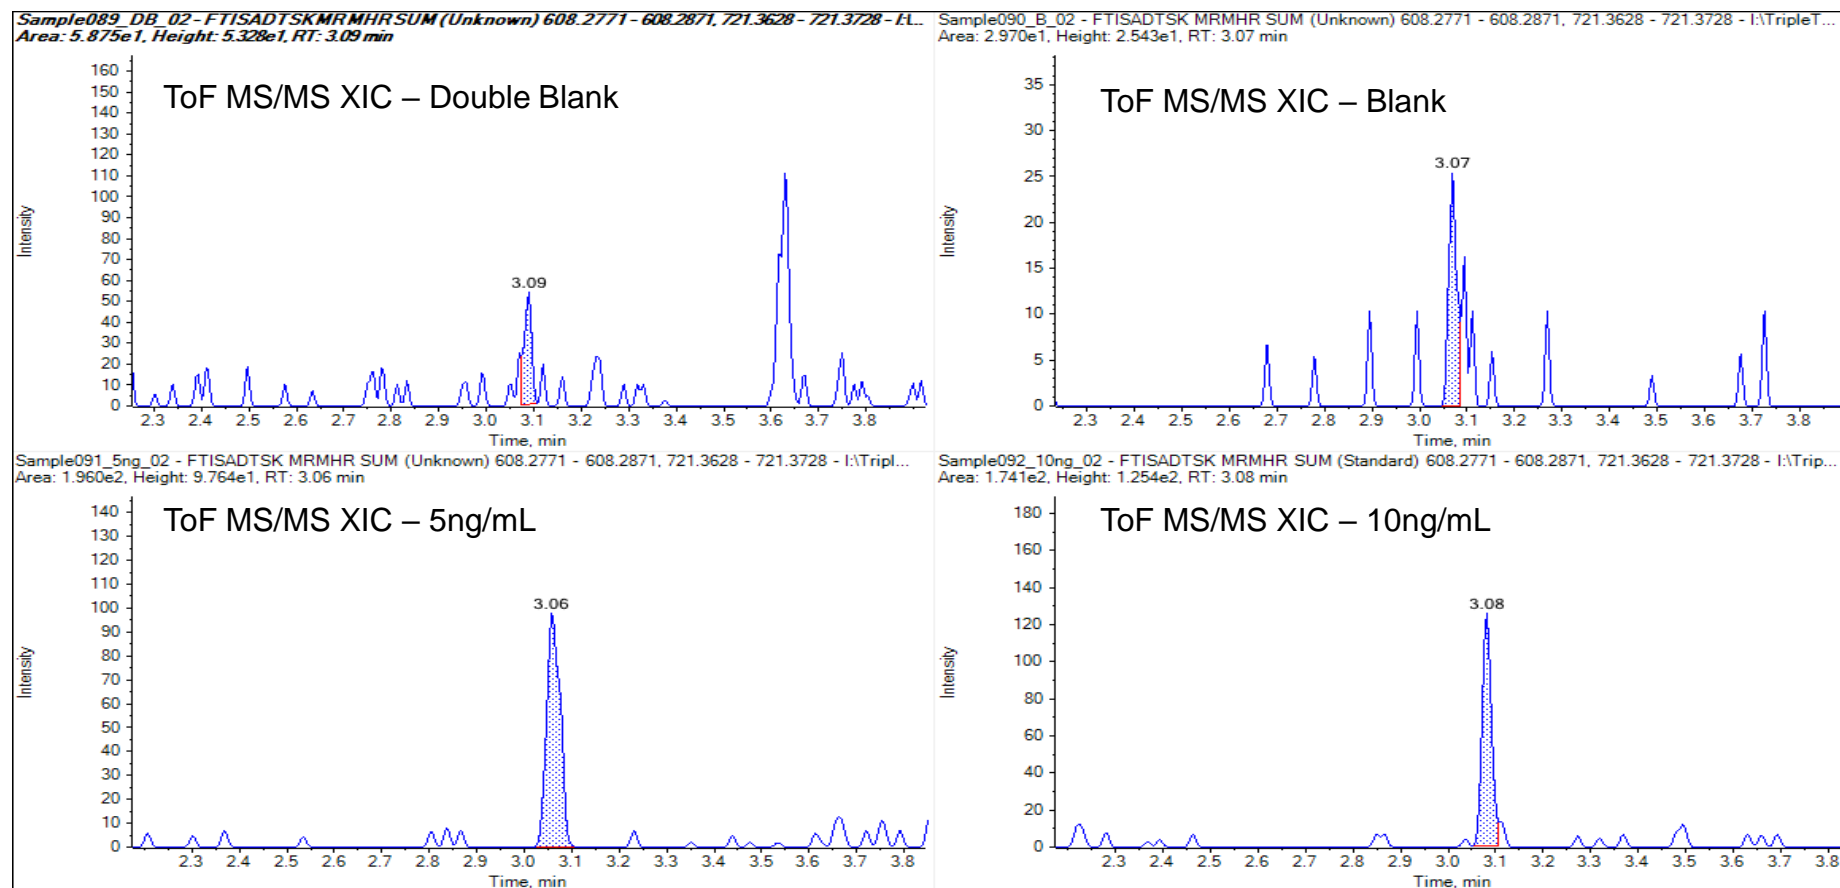 Sample089_DB_02 - FTISADTSKMRMHRSUM (Unknown) 608.2771 - 608.2871, 721.3628 - 721.3728 - I:\...
Area: 5.875e1, Height: 5.328e1, RT: 3.09 min
ToF MS/MS XIC – Double Blank
160
150
140
130
120
110
100
90
80
70
60
50
40
30
20
10
0
Intensity
3.09
2.3 2.4 2.5 2.6 2.7 2.8 2.9 3.0 3.1 3.2 3.3 3.4 3.5 3.6 3.7 3.8
Time, min
Sample090_B_02 - FTISADTSK MRMHR SUM (Unknown) 608.2771 - 608.2871, 721.3628 - 721.3728 - I:\TripleT...
Area: 2.970e1, Height: 2.543e1, RT: 3.07 min
ToF MS/MS XIC – Blank
35
30
25
20
15
10
5
0
Intensity
3.07
2.3 2.4 2.5 2.6 2.7 2.8 2.9 3.0 3.1 3.2 3.3 3.4 3.5 3.6 3.7 3.8
Time, min
Sample091_5ng_02 - FTISADTSK MRMHR SUM (Unknown) 608.2771 - 608.2871, 721.3628 - 721.3728 - I:\Tripl...
Area: 1.960e2, Height: 9.764e1, RT: 3.06 min
ToF MS/MS XIC – 5ng/mL
140
130
120
110
100
90
80
70
60
50
40
30
20
10
0
Intensity
3.06
2.3 2.4 2.5 2.6 2.7 2.8 2.9 3.0 3.1 3.2 3.3 3.4 3.5 3.6 3.7 3.8
Time, min
Sample092_10ng_02 - FTISADTSK MRMHR SUM (Standard) 608.2771 - 608.2871, 721.3628 - 721.3728 - I:\Trip...
Area: 1.741e2, Height: 1.254e2, RT: 3.08 min
ToF MS/MS XIC – 10ng/mL
180
160
140
120
100
80
60
40
20
0
Intensity
3.08
2.3 2.4 2.5 2.6 2.7 2.8 2.9 3.0 3.1 3.2 3.3 3.4 3.5 3.6 3.7 3.8
Time, min